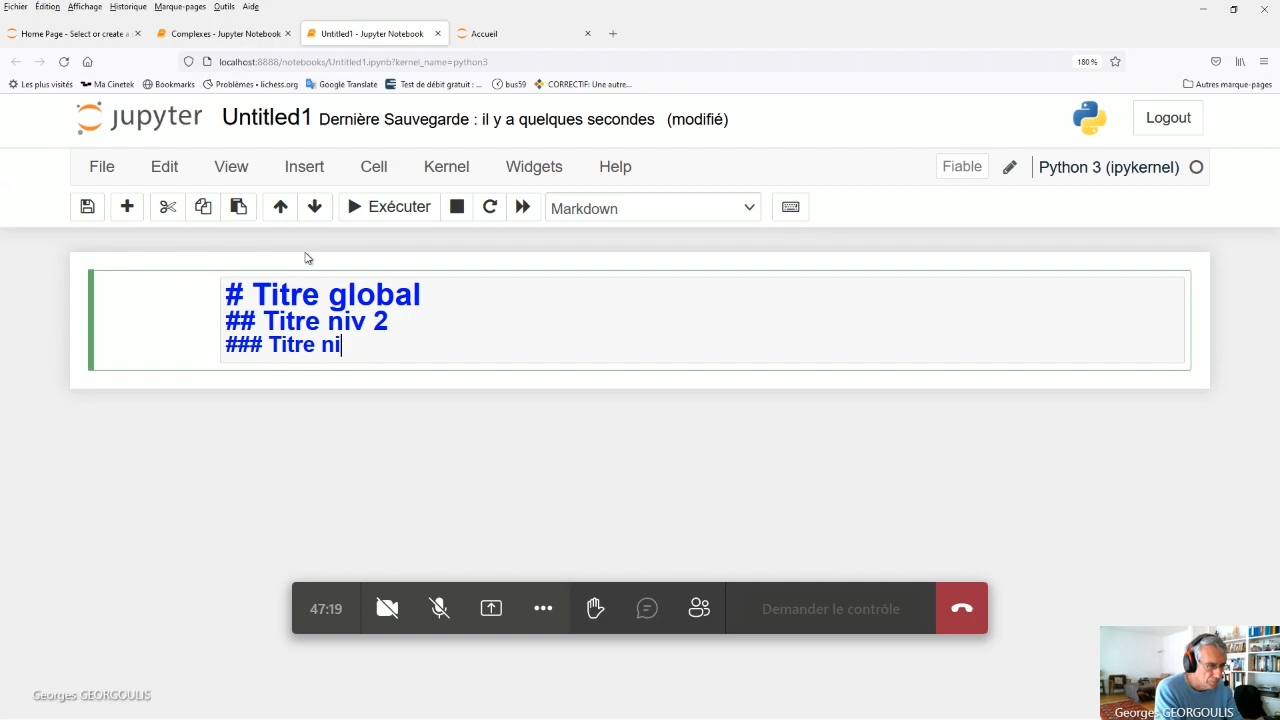 Fichier Édition Affichage Historique Marque-pages Outils Aide
Home Page - Select or create a
Complexes - Jupyter Notebook
Untitled1 - Jupyter Notebook
Accueil
localhost:8888/notebooks/Untitled1.ipynb?kernel_name=python3
180 %
Les plus visités
Ma Cinetek
Bookmarks
Problèmes • lichess.org
Google Translate
Test de débit gratuit : ...
bus59
CORRECTIF: Une autre...
Autres marque-pages
jupyter Untitled1 Dernière Sauvegarde : il y a quelques secondes (modifié)
Logout
File Edit View Insert Cell Kernel Widgets Help
Fiable
Python 3 (ipykernel)
Exécuter
Markdown
# Titre global
## Titre niv 2
### Titre ni
47:19
Demander le contrôle
Georges GEORGOULIS
Georges GEORGOULIS